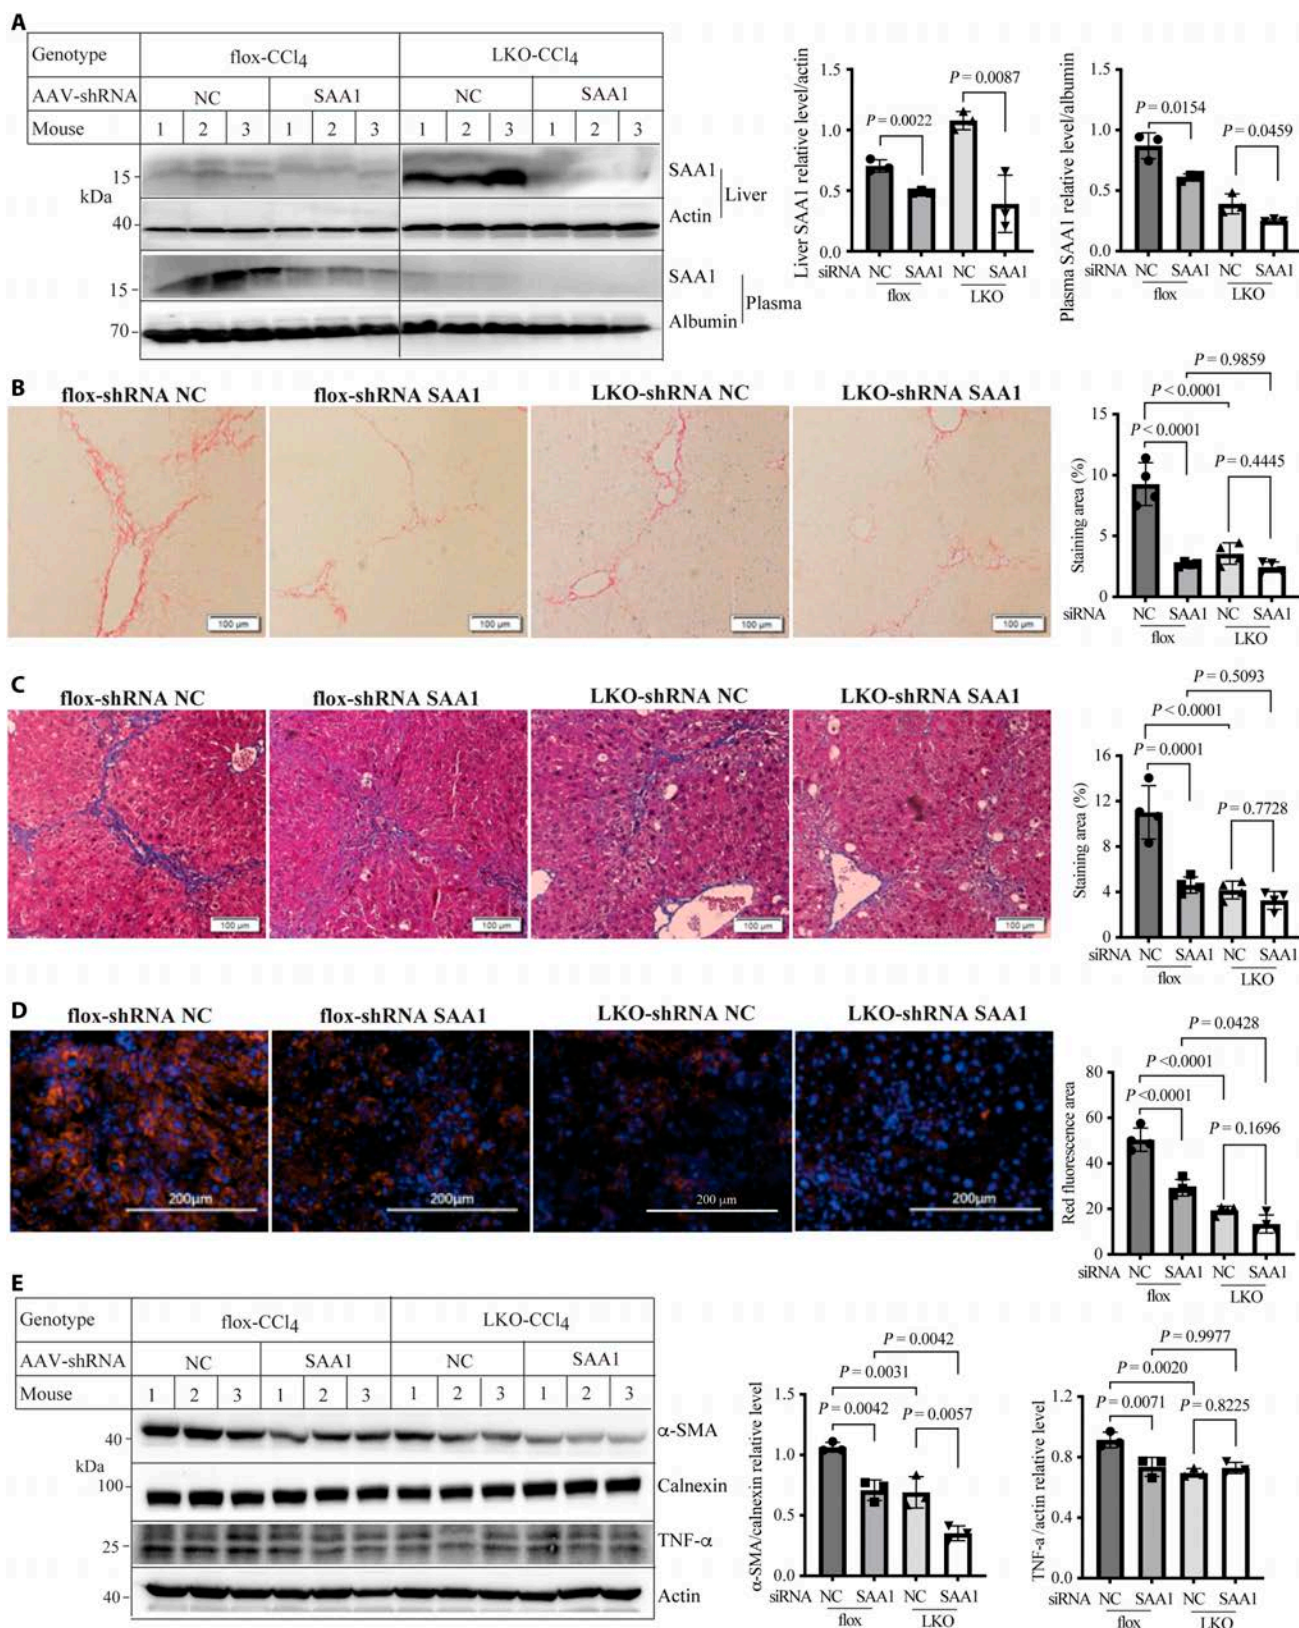 A
Genotype flox-CCl4 LKO-CCl4
AAV-shRNA NC SAA1 NC SAA1
Mouse 1 2 3 1 2 3 1 2 3 1 2 3
kDa
15 SAA1
40 Actin
Liver
15 SAA1
70 Albumin
Plasma
Liver SAA1 relative level/actin
1.5
1.0
0.5
0.0
P = 0.0022
P = 0.0087
siRNA NC SAA1 NC SAA1
flox LKO
Plasma SAA1 relative level/albumin
1.5
1.0
0.5
0.0
P = 0.0154
P = 0.0459
siRNA NC SAA1 NC SAA1
flox LKO
B
flox-shRNA NC flox-shRNA SAA1 LKO-shRNA NC LKO-shRNA SAA1
100 µm 100 µm 100 µm 100 µm
P = 0.9859
P < 0.0001
P < 0.0001
P = 0.4445
Staining area (%)
15
10
5
0
siRNA NC SAA1 NC SAA1
flox LKO
C
flox-shRNA NC flox-shRNA SAA1 LKO-shRNA NC LKO-shRNA SAA1
100 µm 100 µm 100 µm 100 µm
P = 0.5093
P < 0.0001
P = 0.0001
P = 0.7728
Staining area (%)
16
12
8
4
0
siRNA NC SAA1 NC SAA1
flox LKO
D
flox-shRNA NC flox-shRNA SAA1 LKO-shRNA NC LKO-shRNA SAA1
200µm 200µm 200 µm 200µm
P = 0.0428
P <0.0001
P <0.0001
P = 0.1696
Red fluorescence area
80
60
40
20
0
siRNA NC SAA1 NC SAA1
flox LKO
E
Genotype flox-CCl4 LKO-CCl4
AAV-shRNA NC SAA1 NC SAA1
Mouse 1 2 3 1 2 3 1 2 3 1 2 3
40 α-SMA
kDa
100 Calnexin
25 TNF-α
40 Actin
α-SMA/calnexin relative level
P = 0.0042
P = 0.0031
P = 0.0042
P = 0.0057
1.5
1.0
0.5
0.0
siRNA NC SAA1 NC SAA1
flox LKO
TNF-a/actin relative level
P = 0.9977
P = 0.0020
P = 0.0071
P = 0.8225
1.2
0.8
0.4
0.0
siRNA NC SAA1 NC SAA1
flox LKO